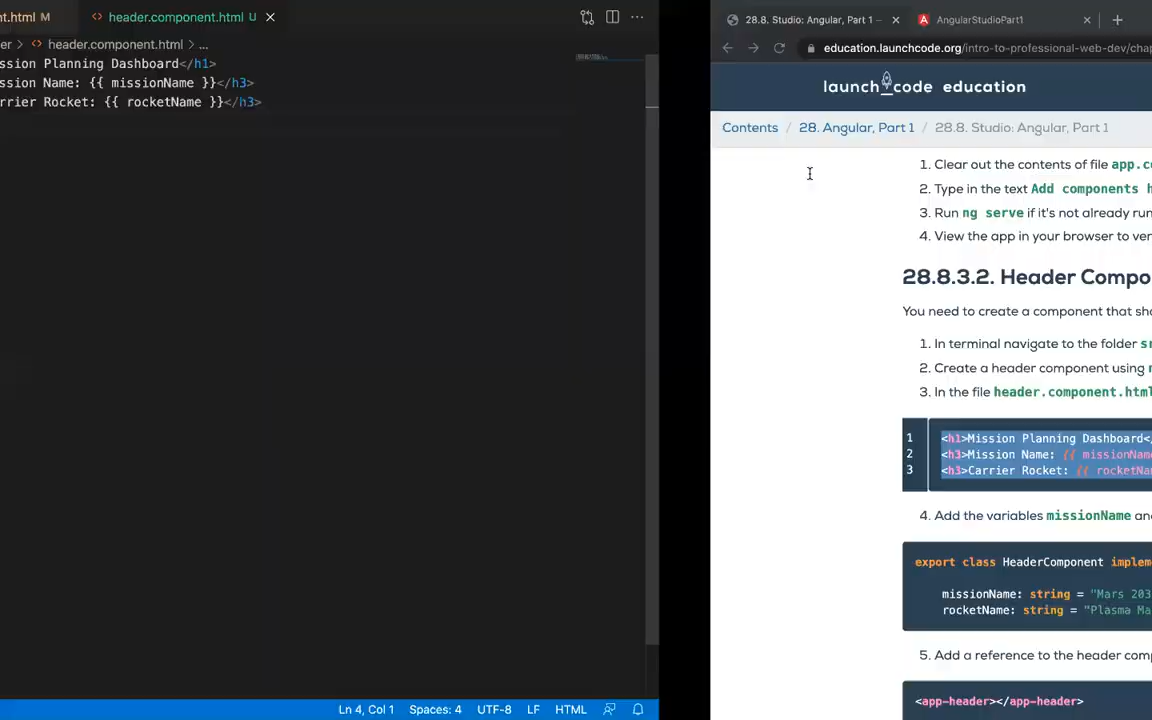 nt.html M
<> header.component.html U
er > <> header.component.html > ...
ssion Planning Dashboard</h1>
ssion Name: {{ missionName }}</h3>
rrier Rocket: {{ rocketName }}</h3>
Ln 4, Col 1 Spaces: 4 UTF-8 LF HTML
28.8. Studio: Angular, Part 1 –
AngularStudioPart1
education.launchcode.org/intro-to-professional-web-dev/chap
launch_code education
Contents / 28. Angular, Part 1 / 28.8. Studio: Angular, Part 1
1. Clear out the contents of file app.co
2. Type in the text Add components h
3. Run ng serve if it's not already run
4. View the app in your browser to ver
28.8.3.2. Header Compo
You need to create a component that sho
1. In terminal navigate to the folder sr
2. Create a header component using n
3. In the file header.component.html
1 <h1>Mission Planning Dashboard</
2 <h3>Mission Name: {{ missionName
3 <h3>Carrier Rocket: {{ rocketNam
4. Add the variables missionName and
export class HeaderComponent impleme
missionName: string = "Mars 203
rocketName: string = "Plasma Ma
5. Add a reference to the header comp
<app-header></app-header>